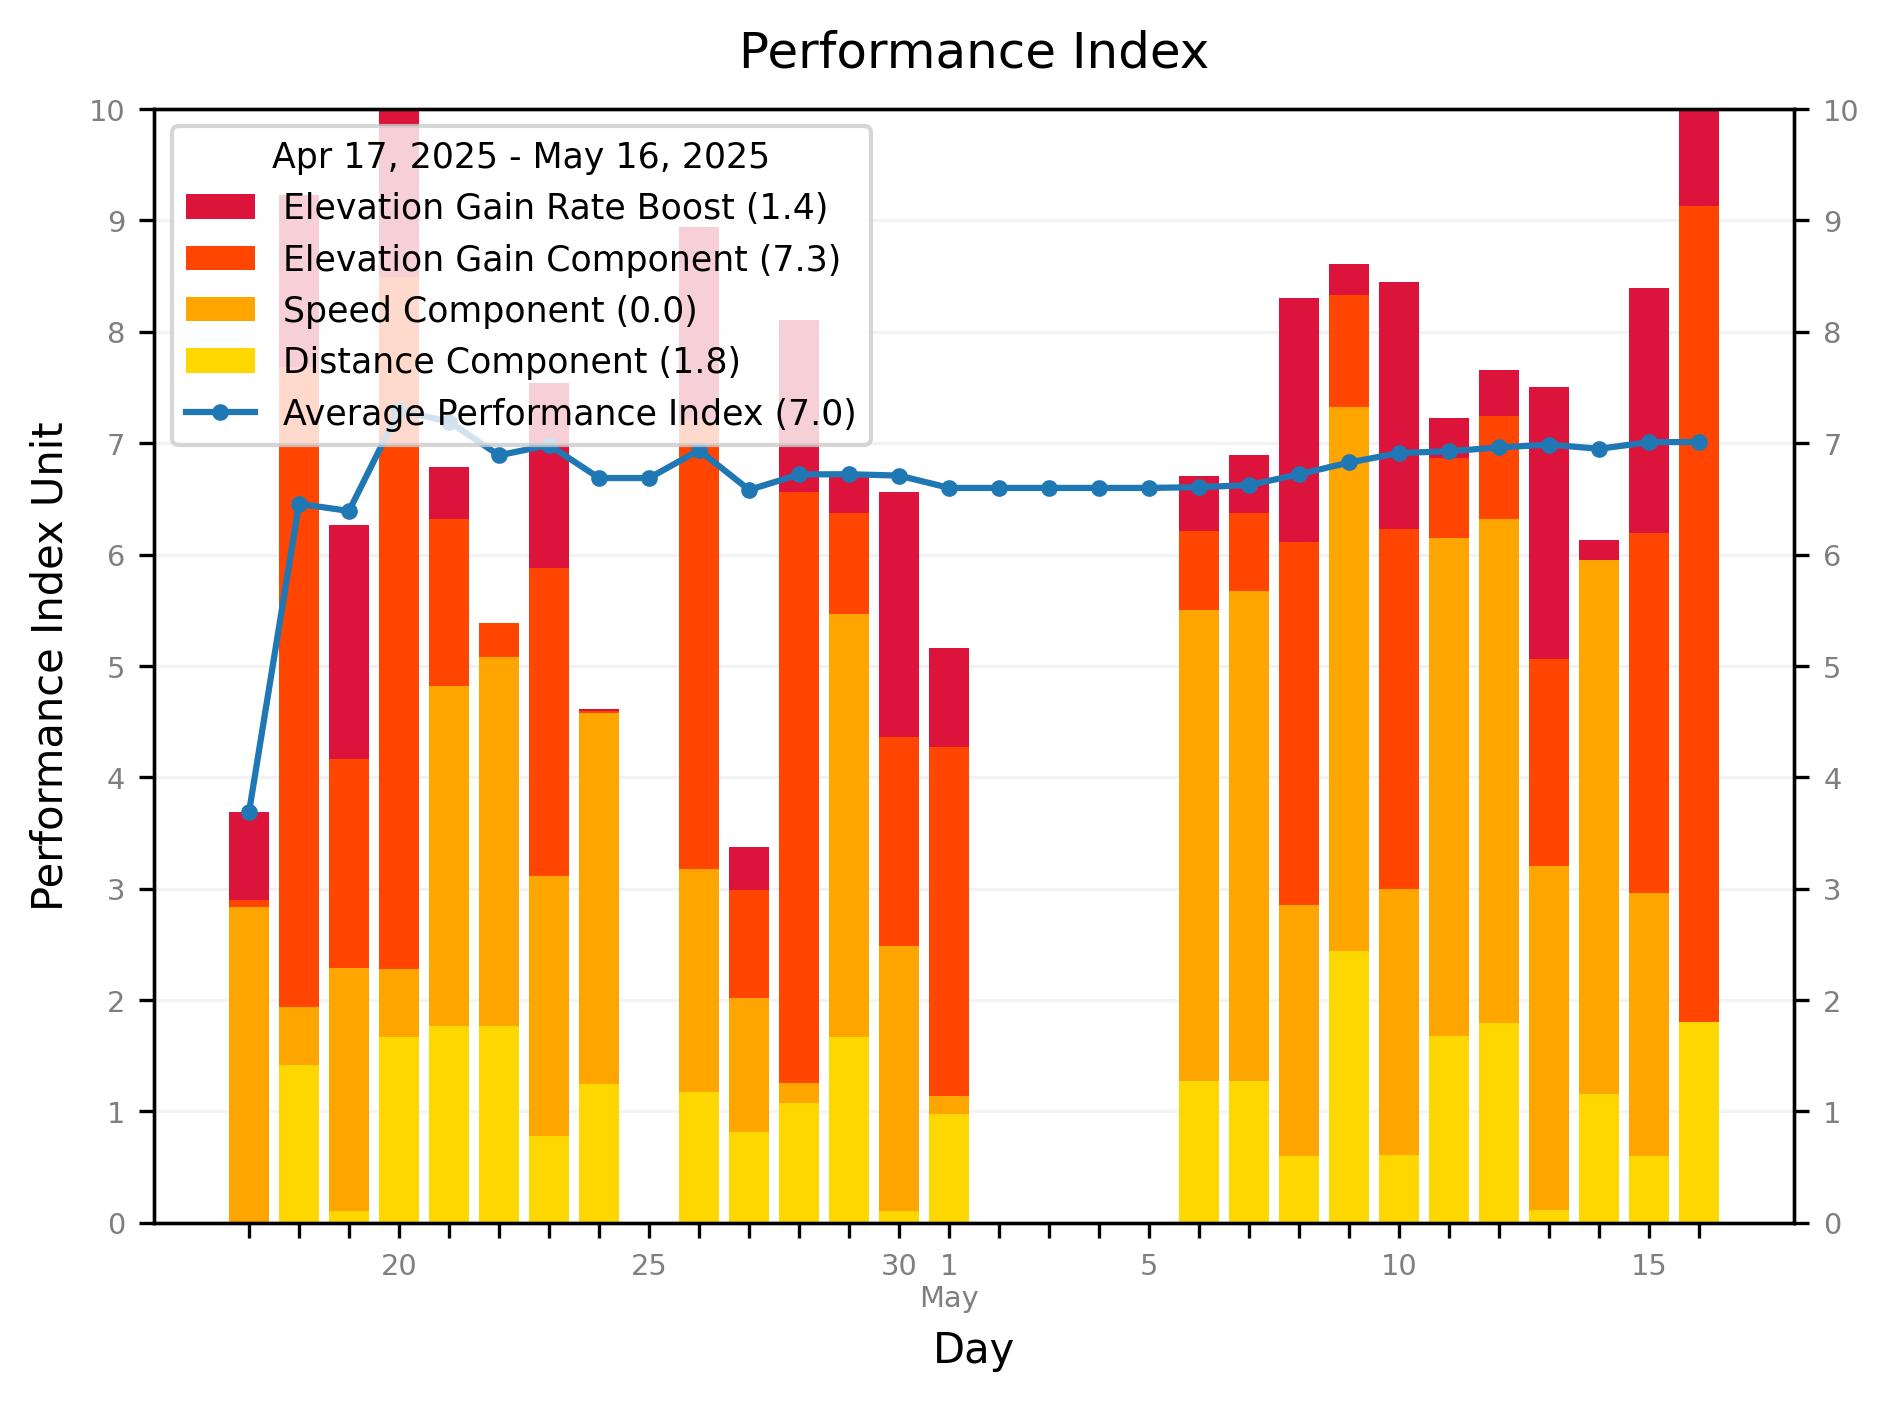 Performance Index
Apr 17, 2025 - May 16, 2025
Elevation Gain Rate Boost (1.4)
Elevation Gain Component (7.3)
Speed Component (0.0)
Distance Component (1.8)
Average Performance Index (7.0)
Performance Index Unit
10
9
8
7
6
5
4
3
2
1
0
10
9
8
7
6
5
4
3
2
1
0
20 25 30 1 5 10 15
May
Day